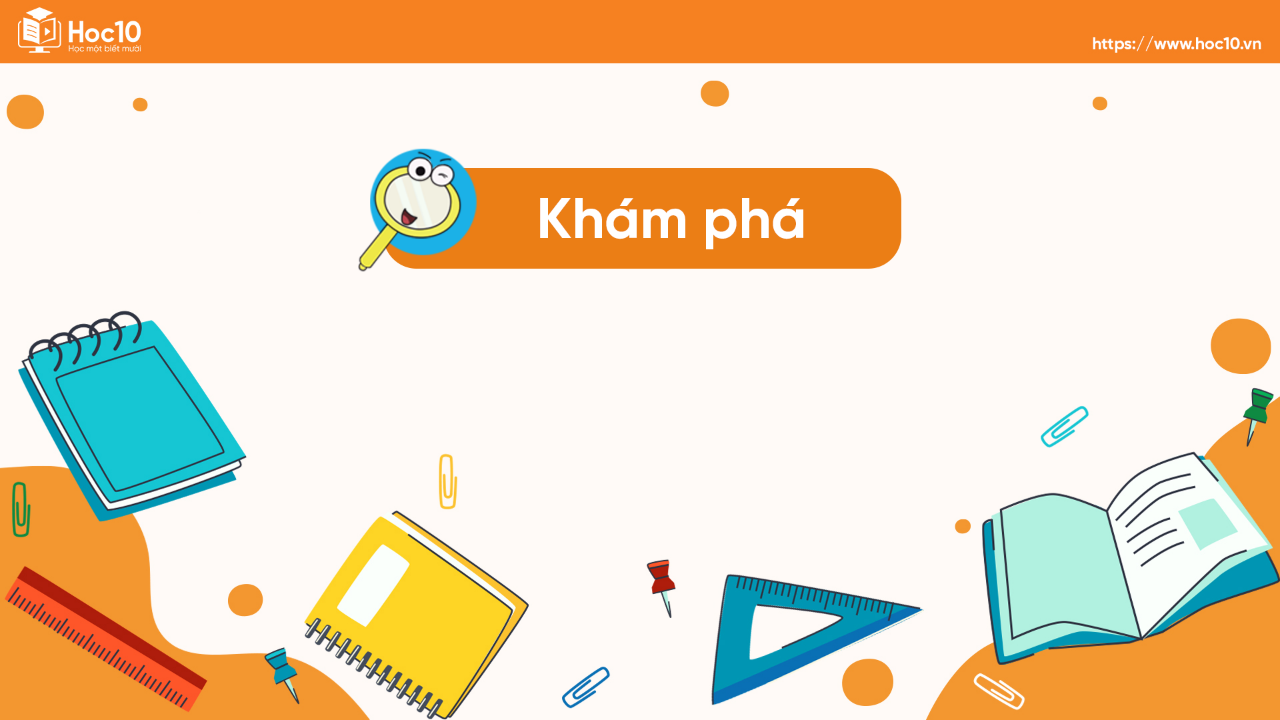 Hoc10
Học một biết mười
https://www.hoc10.vn
Khám phá